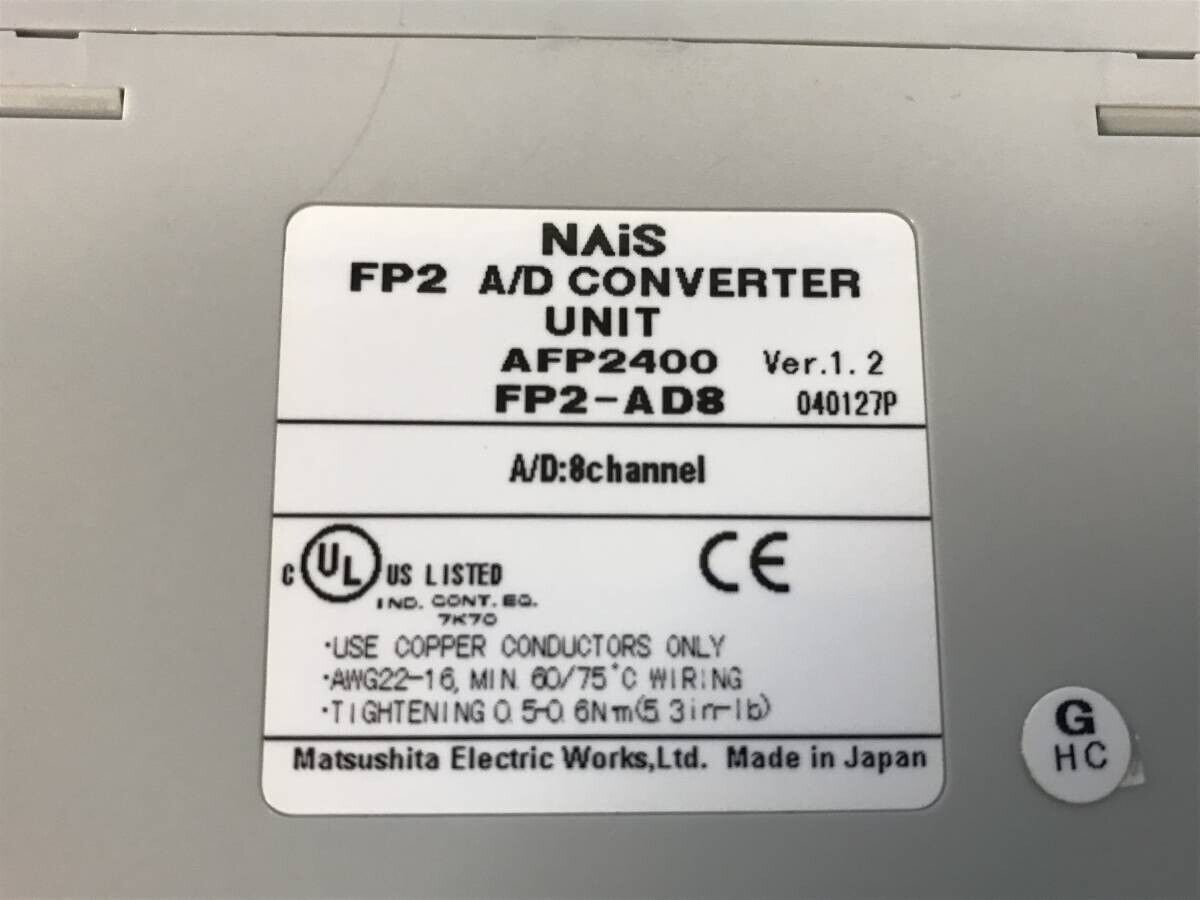 NAiS
FP2 A/D CONVERTER
UNIT
AFP2400 Ver.1.2
FP2-AD8 040127P
A/D:8channel
C UL US LISTED
IND. CONT. EQ.
7K70
CE
·USE COPPER CONDUCTORS ONLY
·AWG22-16, MIN. 60/75°C WIRING
·TIGHTENING 0.5-0.6Nm(5.3in-lb)
Matsushita Electric Works,Ltd. Made in Japan
G
HC